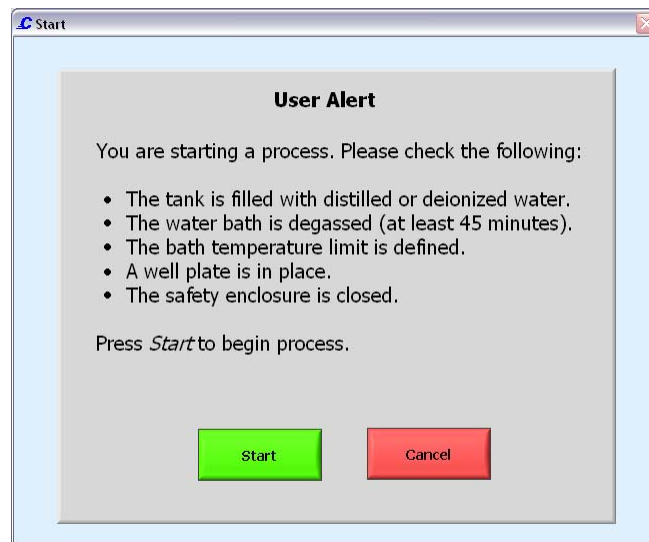 C Start
User Alert
You are starting a process. Please check the following:
• The tank is filled with distilled or deionized water.
• The water bath is degassed (at least 45 minutes).
• The bath temperature limit is defined.
• A well plate is in place.
• The safety enclosure is closed.
Press Start to begin process.
Start
Cancel